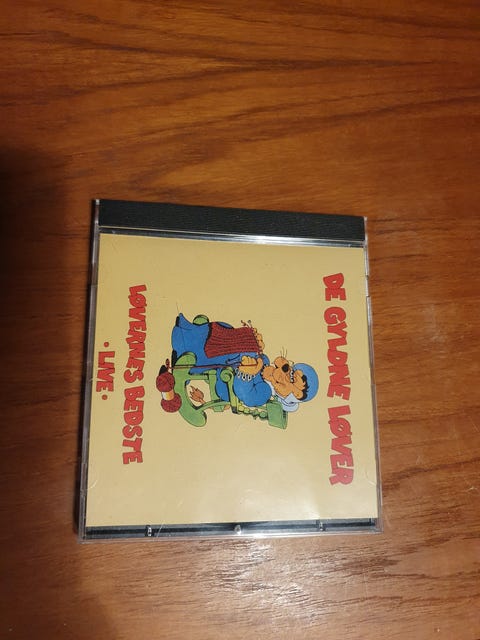 DE GYLDNE LØVER
LØVERNES BEDSTE
• LIVE •